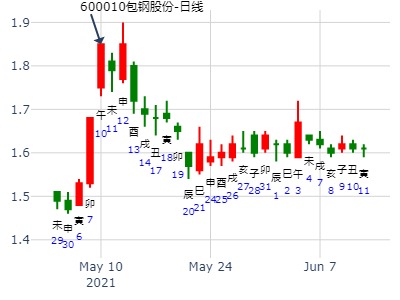 600010包钢股份-日线
1.9
1.8
1.7
1.6
1.5
1.4
未 29
申 30
寅 6
卯 7
午 10
未 11
申 12
酉 13
戌 14
丑 17
寅 18
卯 19
辰 20
巳 21
申 24
酉 25
戌 26
亥 27
子 28
卯 31
辰 1
巳 2
午 3
未 4
戌 7
亥 8
子 9
丑 10
寅 11
May 10
2021
May 24
Jun 7